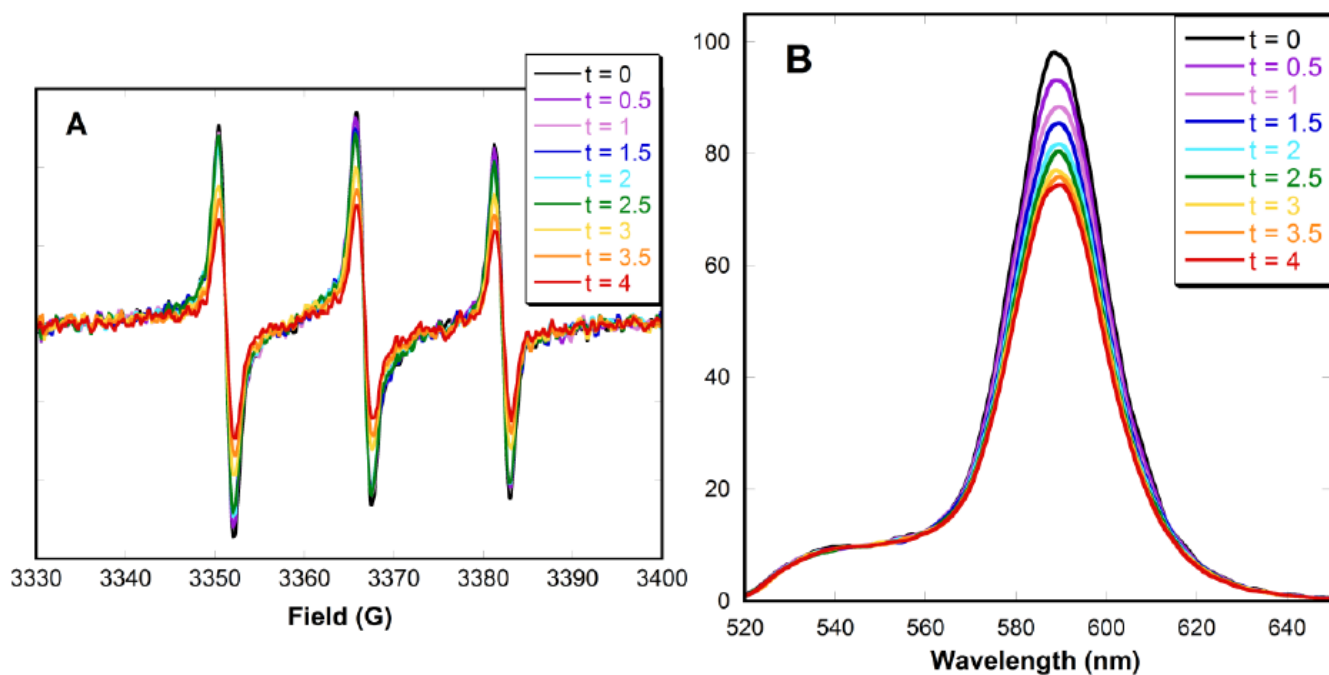 A
t = 0
t = 0.5
t = 1
t = 1.5
t = 2
t = 2.5
t = 3
t = 3.5
t = 4
3330 3340 3350 3360 3370 3380 3390 3400
Field (G)
B
t = 0
t = 0.5
t = 1
t = 1.5
t = 2
t = 2.5
t = 3
t = 3.5
t = 4
100
80
60
40
20
0
520 540 560 580 600 620 640
Wavelength (nm)